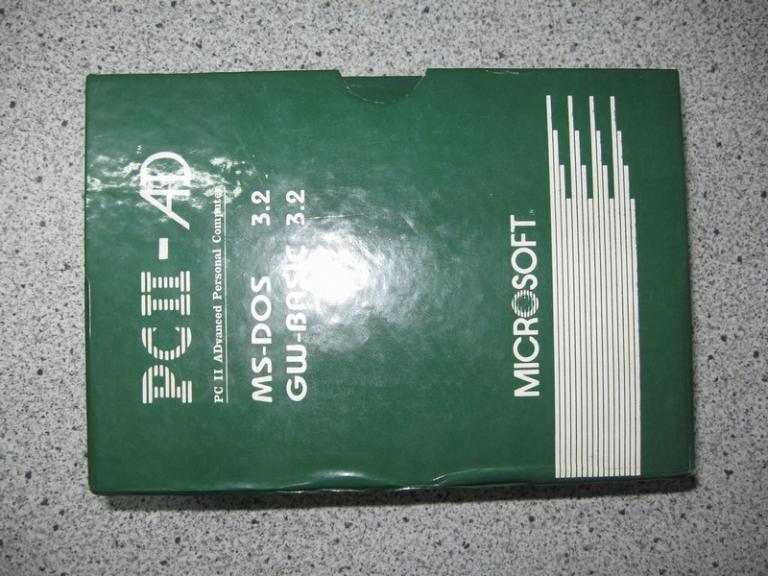 PCII-AD™
PC II ADvanced Personal Computer
MS-DOS 3.2
GW-BASIC 3.2
MICROSOFT